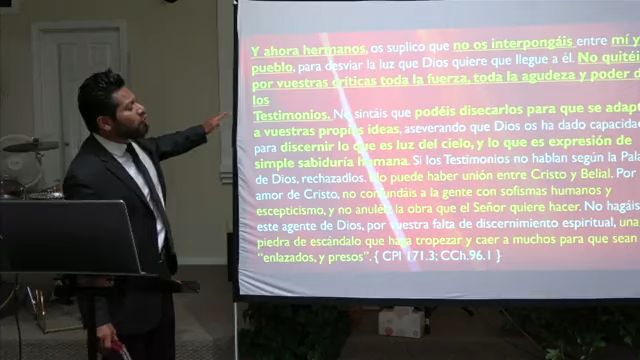 Y ahora hermanos, os suplico que no os interpongáis entre mí y
pueblo, para desviar la luz que Dios quiere que llegue a él. No quitéi
por vuestras críticas toda la fuerza, toda la agudeza y poder d
los
Testimonios. No sintáis que podéis disecarlos para que se adap
a vuestras propias ideas, aseverando que Dios os ha dado capacidad
para discernir lo que es luz del cielo, y lo que es expresión de
simple sabiduría humana. Si los Testimonios no hablan según la Pala
de Dios, rechazadlos. No puede haber unión entre Cristo y Belial. Por
amor de Cristo, no confundáis a la gente con sofismas humanos y
escepticismo, y no anuléis la obra que el Señor quiere hacer. No hagáis
este agente de Dios, por vuestra falta de discernimiento espiritual, una
piedra de escándalo que haga tropezar y caer a muchos para que sean
“enlazados, y presos”. { CPI 171.3; CCh.96.1 }